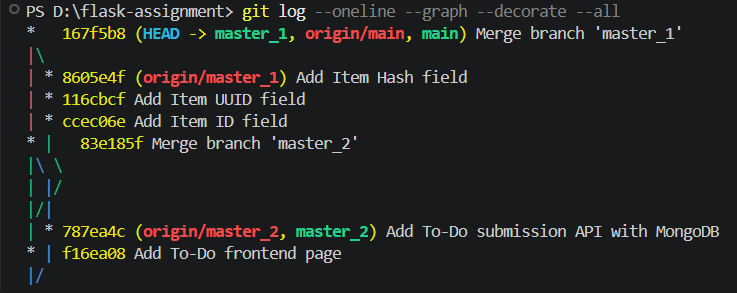 PS D:\flask-assignment> git log --oneline --graph --decorate --all
*   167f5b8 (HEAD -> master_1, origin/main, main) Merge branch 'master_1'
|\
| * 8605e4f (origin/master_1) Add Item Hash field
| * 116cbcf Add Item UUID field
| * ccec06e Add Item ID field
* |   83e185f Merge branch 'master_2'
|\ \
| |/
|/|
| * 787ea4c (origin/master_2, master_2) Add To-Do submission API with MongoDB
* | f16ea08 Add To-Do frontend page
|/